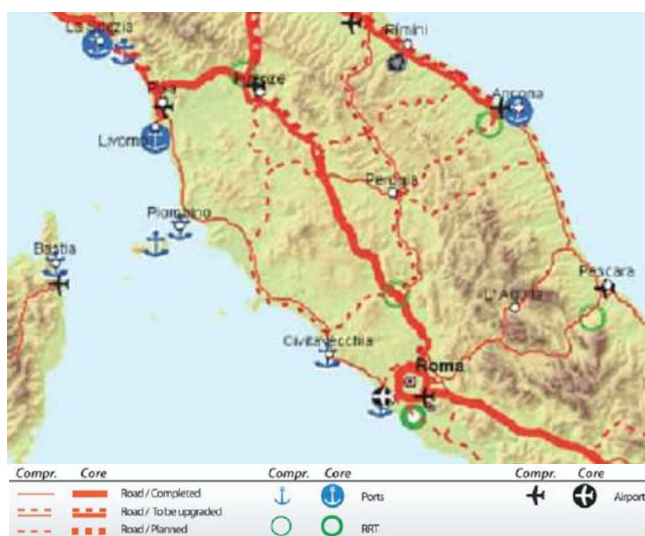 La Spezia
Rimini
Firenze
Pisa
Ancona
Livorno
Perugia
Piombino
Bastia
Pescara
L'Aquila
Civitavecchia
Roma
Compr. Core Compr. Core Compr. Core
Road / Completed Ports Airport
Road / To be upgraded
Road / Planned RRT